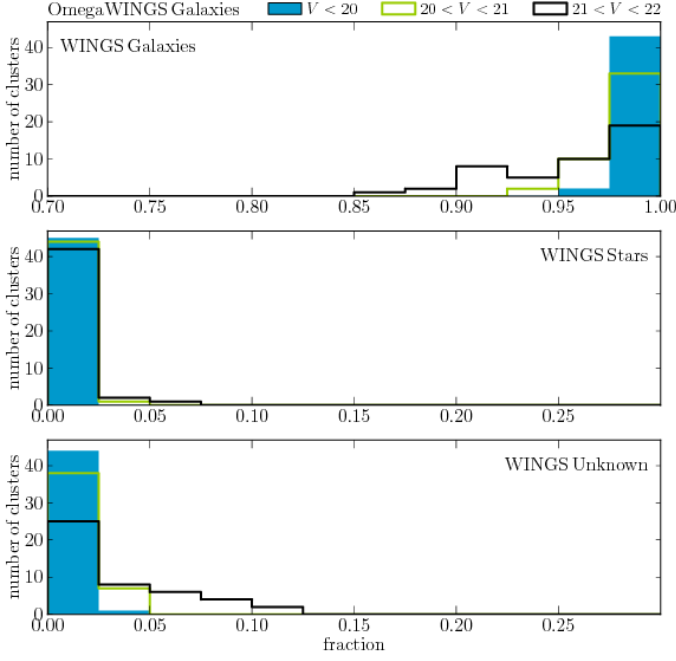 OmegaWINGS Galaxies V < 20 20 < V < 21 21 < V < 22
WINGS Galaxies
number of clusters
40
30
20
10
0
0.70 0.75 0.80 0.85 0.90 0.95 1.00
WINGS Stars
number of clusters
40
30
20
10
0
0.00 0.05 0.10 0.15 0.20 0.25
WINGS Unknown
number of clusters
40
30
20
10
0
0.00 0.05 0.10 0.15 0.20 0.25
fraction